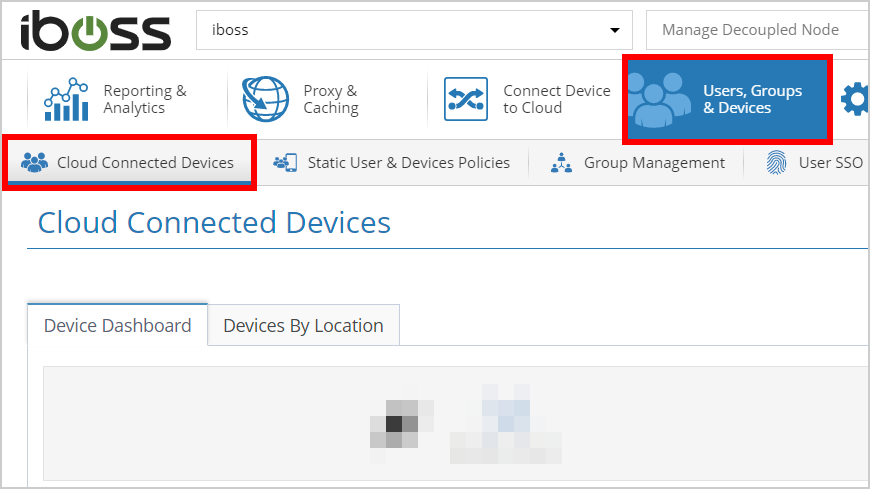 iboss
iboss
Manage Decoupled Node
Reporting &
Analytics
Proxy &
Caching
Connect Device
to Cloud
Users, Groups
& Devices
Cloud Connected Devices
Static User & Devices Policies
Group Management
User SSO
Cloud Connected Devices
Device Dashboard
Devices By Location